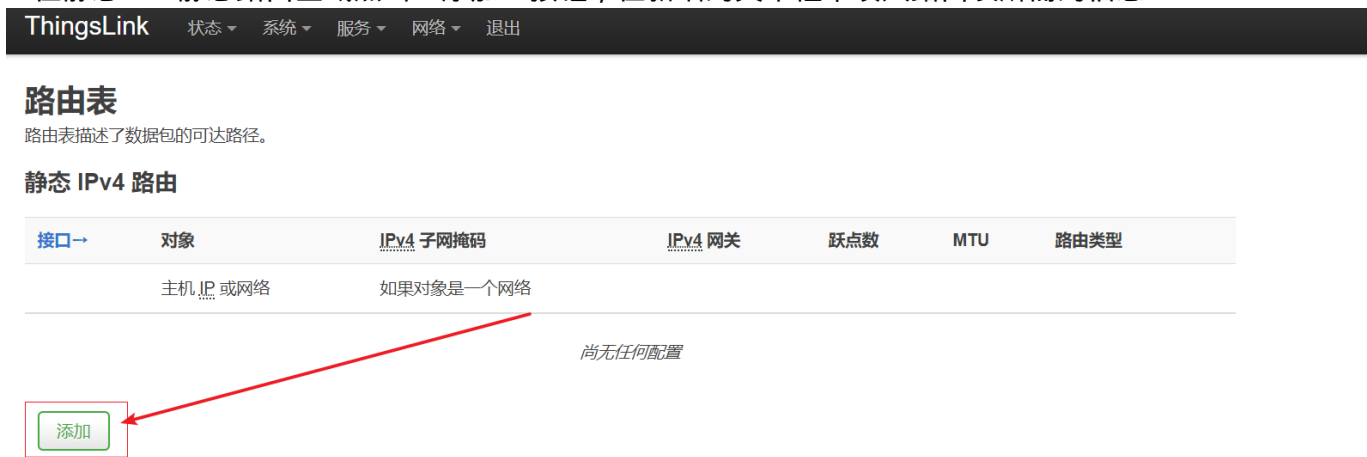 ThingsLink 状态 系统 服务 网络 退出
路由表
路由表描述了数据包的可达路径。
静态 IPv4 路由
接口→ 对象 IPv4 子网掩码 IPv4 网关 跃点数 MTU 路由类型
主机 IP 或网络 如果对象是一个网络
尚无任何配置
添加